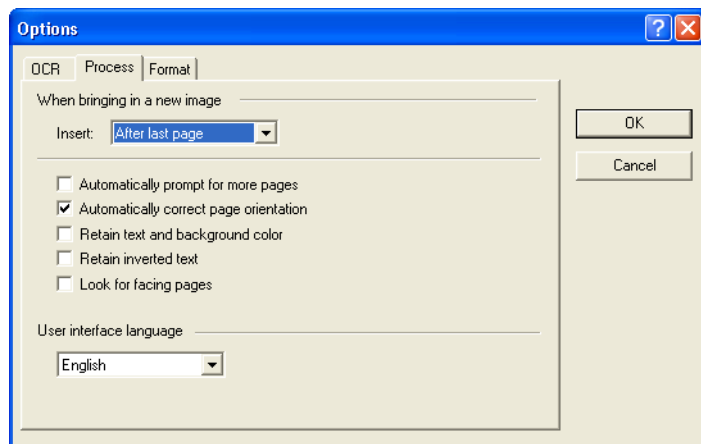 Options
OCR Process Format
When bringing in a new image
Insert: After last page
OK
Cancel
Automatically prompt for more pages
Automatically correct page orientation
Retain text and background color
Retain inverted text
Look for facing pages
User interface language
English